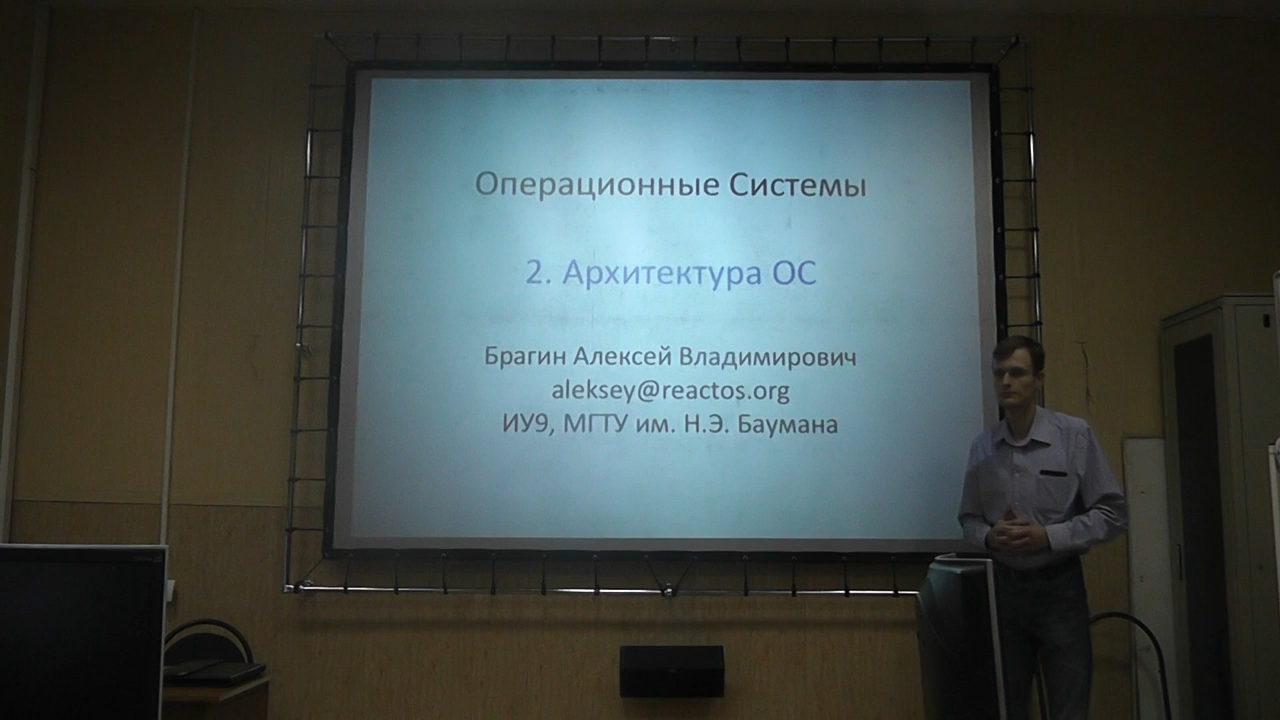 Операционные Системы
2. Архитектура ОС
Брагин Алексей Владимирович
aleksey@reactos.org
ИУ9, МГТУ им. Н.Э. Баумана